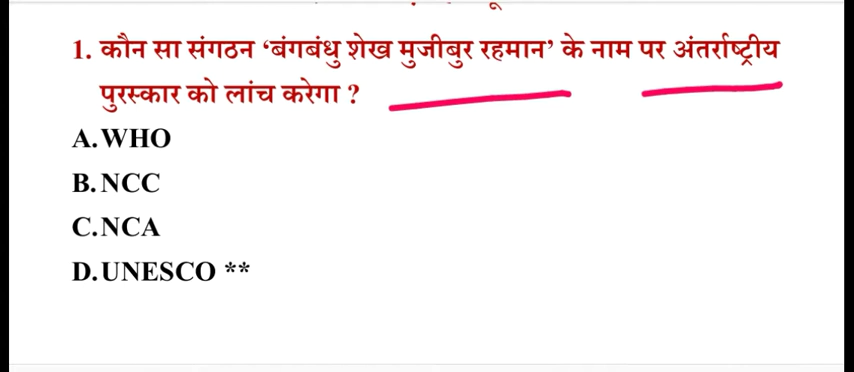 1. कौन सा संगठन ‘बंगबंधु शेख मुजीबुर रहमान’ के नाम पर अंतर्राष्ट्रीय
पुरस्कार को लांच करेगा ?
A. WHO
B. NCC
C. NCA
D. UNESCO **